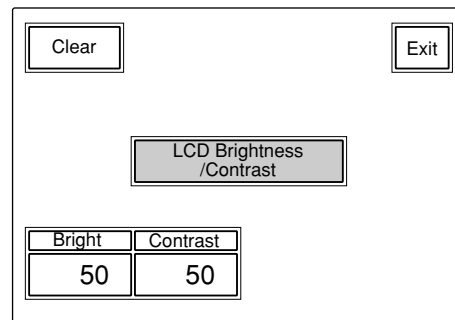 Clear
Exit
LCD Brightness
/Contrast
Bright Contrast
50 50